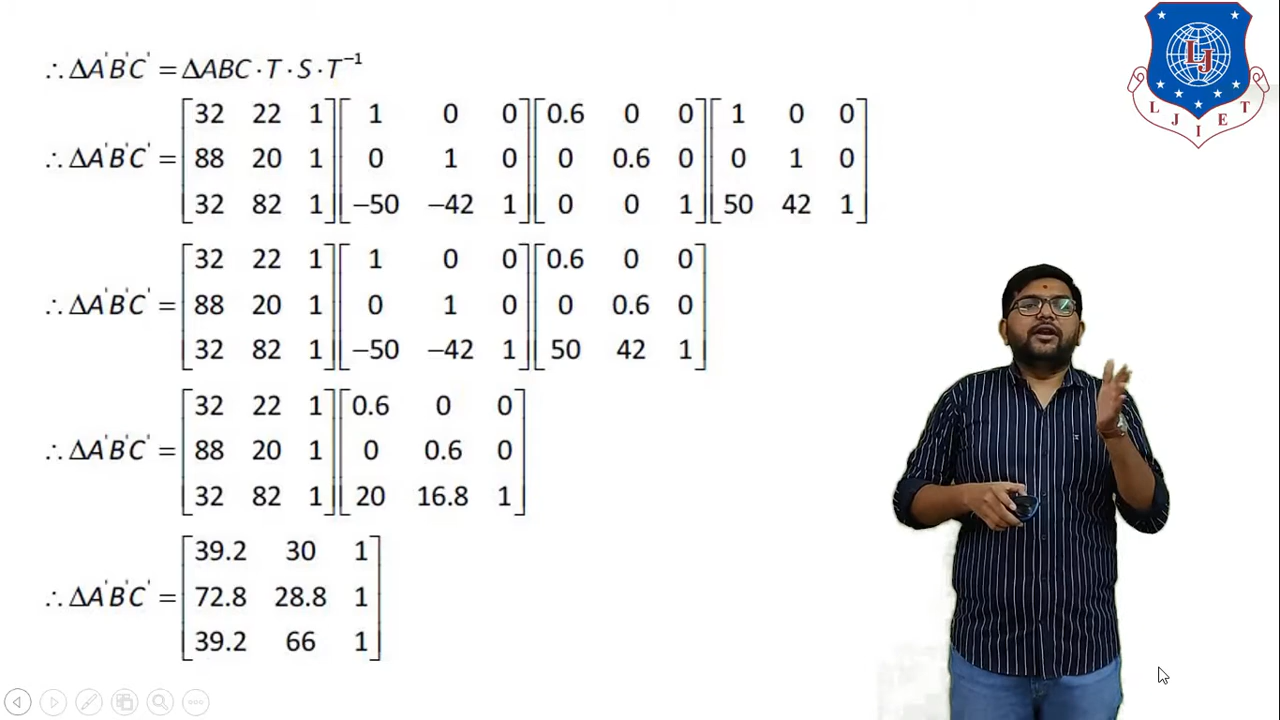 ∴ ΔA'B'C' = ΔABC · T · S · T⁻¹
∴ ΔA'B'C' = [32 22 1; 88 20 1; 32 82 1] [1 0 0; 0 1 0; −50 −42 1] [0.6 0 0; 0 0.6 0; 0 0 1] [1 0 0; 0 1 0; 50 42 1]
∴ ΔA'B'C' = [32 22 1; 88 20 1; 32 82 1] [1 0 0; 0 1 0; −50 −42 1] [0.6 0 0; 0 0.6 0; 50 42 1]
∴ ΔA'B'C' = [32 22 1; 88 20 1; 32 82 1] [0.6 0 0; 0 0.6 0; 20 16.8 1]
∴ ΔA'B'C' = [39.2 30 1; 72.8 28.8 1; 39.2 66 1]
LJ
L J I E T